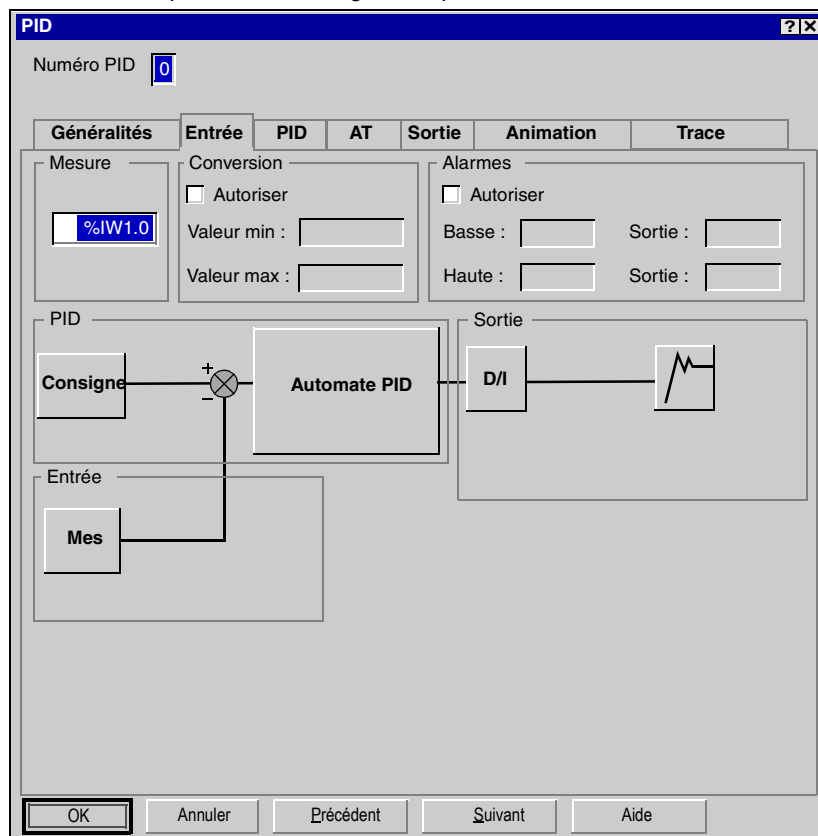 PID
Numéro PID 0
Généralités Entrée PID AT Sortie Animation Trace
Mesure
%IW1.0
Conversion
Autoriser
Valeur min :
Valeur max :
Alarmes
Autoriser
Basse : Sortie :
Haute : Sortie :
PID
Consigne
+
−
Automate PID
Sortie
D/I
Entrée
Mes
OK Annuler Précédent Suivant Aide